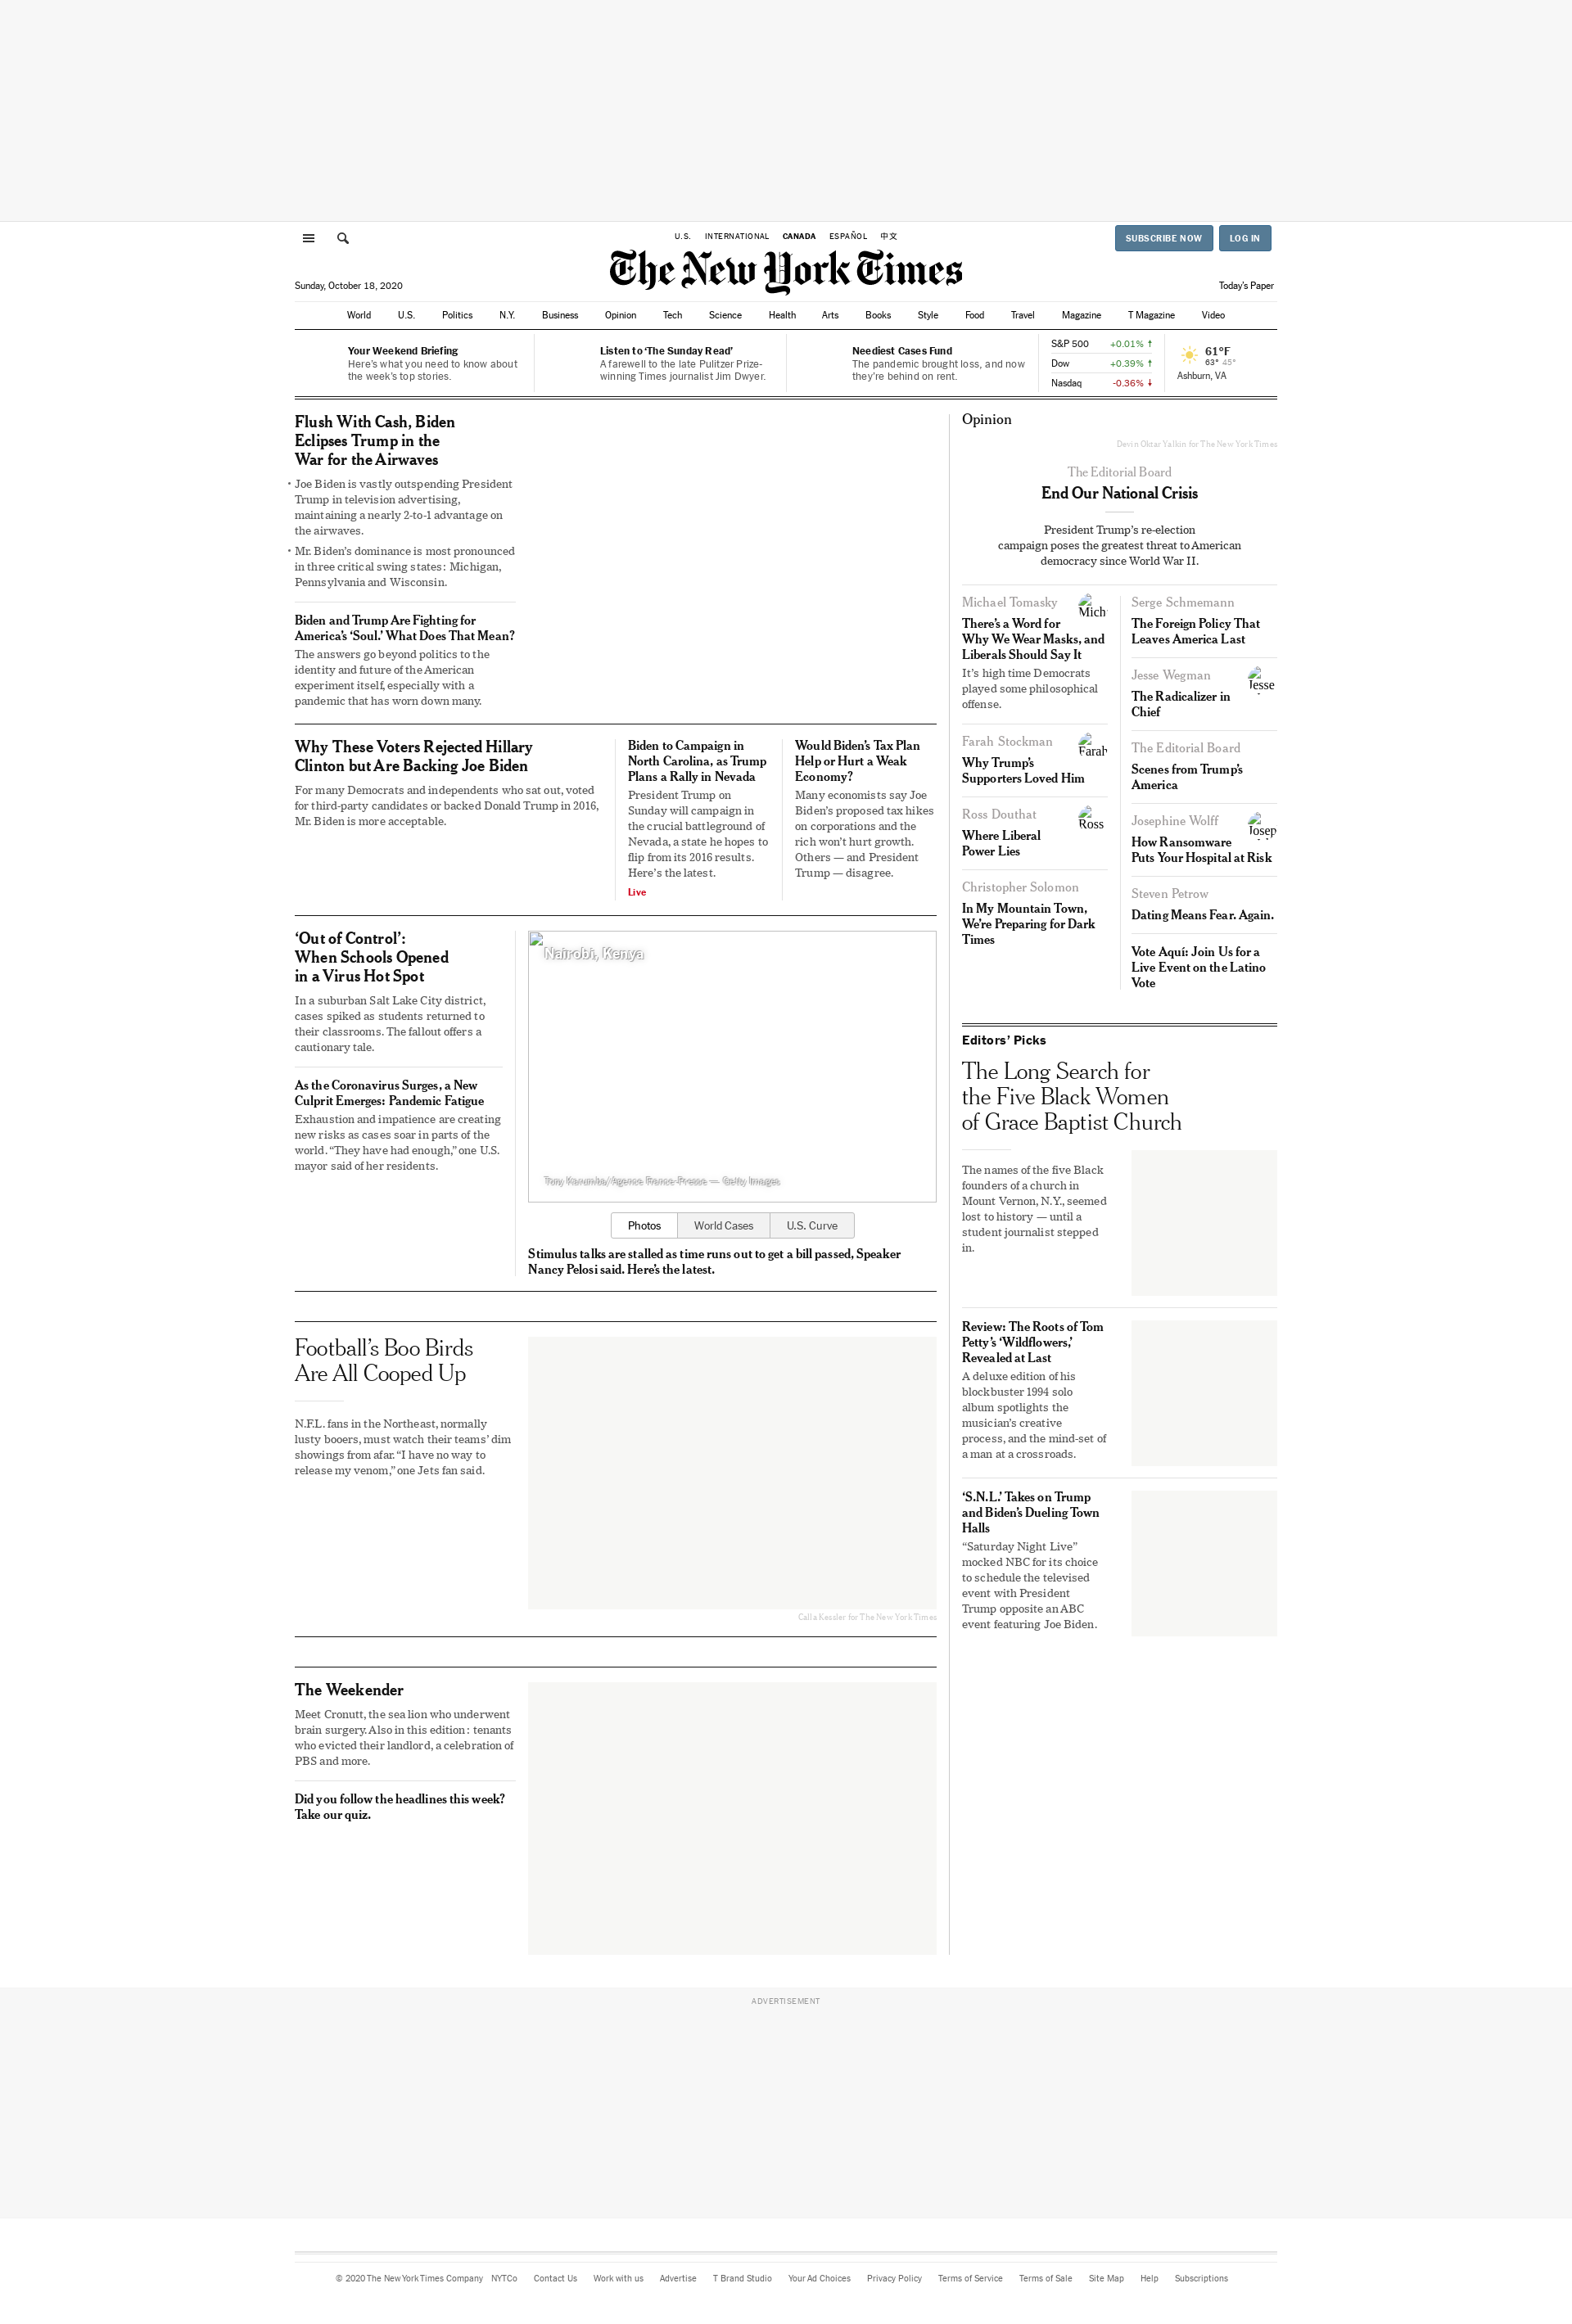 U.S. INTERNATIONAL CANADA ESPAÑOL 中文
SUBSCRIBE NOW LOG IN
The New York Times
Sunday, October 18, 2020
Today's Paper
World U.S. Politics N.Y. Business Opinion Tech Science Health Arts Books Style Food Travel Magazine T Magazine Video
Your Weekend Briefing
Here's what you need to know about
the week's top stories.
Listen to ‘The Sunday Read’
A farewell to the late Pulitzer Prize-
winning Times journalist Jim Dwyer.
Neediest Cases Fund
The pandemic brought loss, and now
they're behind on rent.
S&P 500 +0.01% ↑
Dow +0.39% ↑
Nasdaq -0.36% ↓
61°F
63° 45°
Ashburn, VA
Flush With Cash, Biden
Eclipses Trump in the
War for the Airwaves
• Joe Biden is vastly outspending President
Trump in television advertising,
maintaining a nearly 2-to-1 advantage on
the airwaves.
• Mr. Biden's dominance is most pronounced
in three critical swing states: Michigan,
Pennsylvania and Wisconsin.
Biden and Trump Are Fighting for
America's ‘Soul.’ What Does That Mean?
The answers go beyond politics to the
identity and future of the American
experiment itself, especially with a
pandemic that has worn down many.
Why These Voters Rejected Hillary
Clinton but Are Backing Joe Biden
For many Democrats and independents who sat out, voted
for third-party candidates or backed Donald Trump in 2016,
Mr. Biden is more acceptable.
Biden to Campaign in
North Carolina, as Trump
Plans a Rally in Nevada
President Trump on
Sunday will campaign in
the crucial battleground of
Nevada, a state he hopes to
flip from its 2016 results.
Here's the latest.
Live
Would Biden's Tax Plan
Help or Hurt a Weak
Economy?
Many economists say Joe
Biden's proposed tax hikes
on corporations and the
rich won't hurt growth.
Others — and President
Trump — disagree.
‘Out of Control’:
When Schools Opened
in a Virus Hot Spot
In a suburban Salt Lake City district,
cases spiked as students returned to
their classrooms. The fallout offers a
cautionary tale.
As the Coronavirus Surges, a New
Culprit Emerges: Pandemic Fatigue
Exhaustion and impatience are creating
new risks as cases soar in parts of the
world. “They have had enough,” one U.S.
mayor said of her residents.
Nairobi, Kenya
Tony Karumba/Agence France-Presse — Getty Images
Photos World Cases U.S. Curve
Stimulus talks are stalled as time runs out to get a bill passed, Speaker
Nancy Pelosi said. Here's the latest.
Football's Boo Birds
Are All Cooped Up
N.F.L. fans in the Northeast, normally
lusty booers, must watch their teams' dim
showings from afar. “I have no way to
release my venom,” one Jets fan said.
Calla Kessler for The New York Times
The Weekender
Meet Cronutt, the sea lion who underwent
brain surgery. Also in this edition: tenants
who evicted their landlord, a celebration of
PBS and more.
Did you follow the headlines this week?
Take our quiz.
Opinion
Devin Oktar Yalkin for The New York Times
The Editorial Board
End Our National Crisis
President Trump's re-election
campaign poses the greatest threat to American
democracy since World War II.
Michael Tomasky
Mich
There's a Word for
Why We Wear Masks, and
Liberals Should Say It
It's high time Democrats
played some philosophical
offense.
Farah Stockman
Farah
Why Trump's
Supporters Loved Him
Ross Douthat
Ross
Where Liberal
Power Lies
Christopher Solomon
In My Mountain Town,
We're Preparing for Dark
Times
Serge Schmemann
The Foreign Policy That
Leaves America Last
Jesse Wegman
Jesse
The Radicalizer in
Chief
The Editorial Board
Scenes from Trump's
America
Josephine Wolff
Josep
How Ransomware
Puts Your Hospital at Risk
Steven Petrow
Dating Means Fear. Again.
Vote Aquí: Join Us for a
Live Event on the Latino
Vote
Editors' Picks
The Long Search for
the Five Black Women
of Grace Baptist Church
The names of the five Black
founders of a church in
Mount Vernon, N.Y., seemed
lost to history — until a
student journalist stepped
in.
Review: The Roots of Tom
Petty's ‘Wildflowers,’
Revealed at Last
A deluxe edition of his
blockbuster 1994 solo
album spotlights the
musician's creative
process, and the mind-set of
a man at a crossroads.
‘S.N.L.’ Takes on Trump
and Biden's Dueling Town
Halls
“Saturday Night Live”
mocked NBC for its choice
to schedule the televised
event with President
Trump opposite an ABC
event featuring Joe Biden.
ADVERTISEMENT
© 2020 The New York Times Company NYTCo Contact Us Work with us Advertise T Brand Studio Your Ad Choices Privacy Policy Terms of Service Terms of Sale Site Map Help Subscriptions